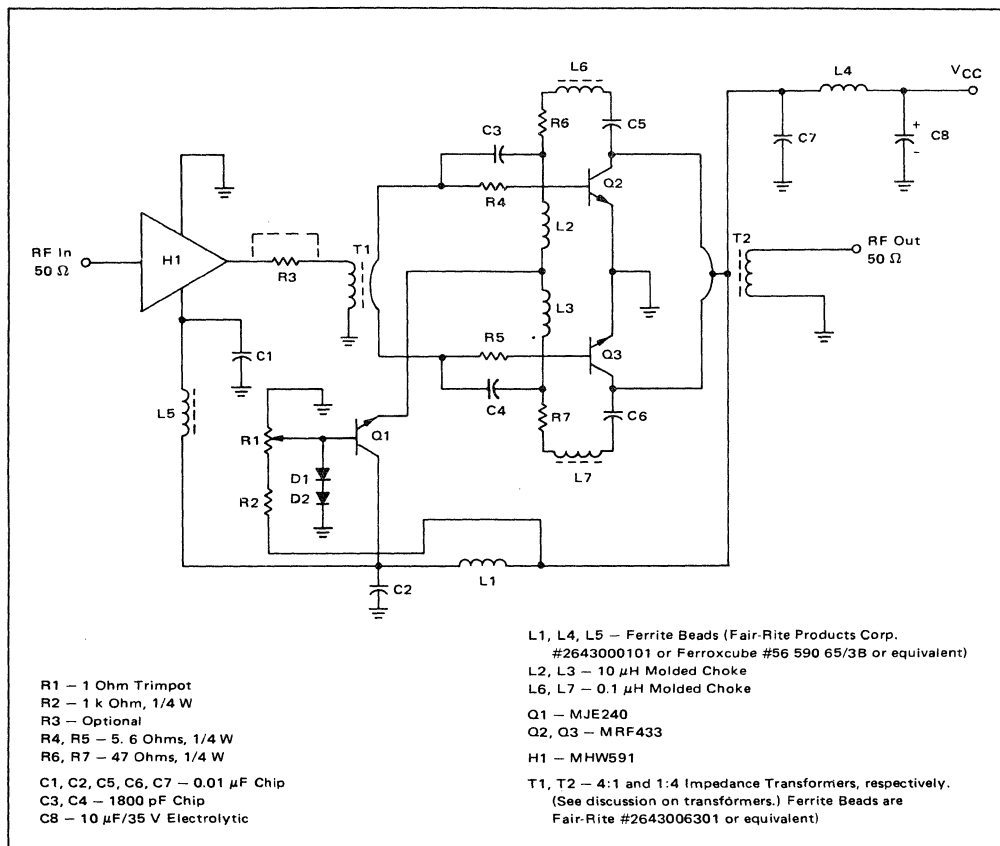 L6
L4
VCC
C3
R6
C5
C7
+
-
C8
Q2
R4
L2
RF In
50 Ω
H1
R3
T1
T2
RF Out
50 Ω
L3
C1
R5
Q3
L5
C4
R7
C6
R1
Q1
D1
D2
R2
L7
C2
L1
R1 – 1 Ohm Trimpot
R2 – 1 k Ohm, 1/4 W
R3 – Optional
R4, R5 – 5. 6 Ohms, 1/4 W
R6, R7 – 47 Ohms, 1/4 W
C1, C2, C5, C6, C7 – 0.01 µF Chip
C3, C4 – 1800 pF Chip
C8 – 10 µF/35 V Electrolytic
L1, L4, L5 – Ferrite Beads (Fair-Rite Products Corp.
#2643000101 or Ferroxcube #56 590 65/3B or equivalent)
L2, L3 – 10 µH Molded Choke
L6, L7 – 0.1 µH Molded Choke
Q1 – MJE240
Q2, Q3 – MRF433
H1 – MHW591
T1, T2 – 4:1 and 1:4 Impedance Transformers, respectively.
(See discussion on transformers.) Ferrite Beads are
Fair-Rite #2643006301 or equivalent)